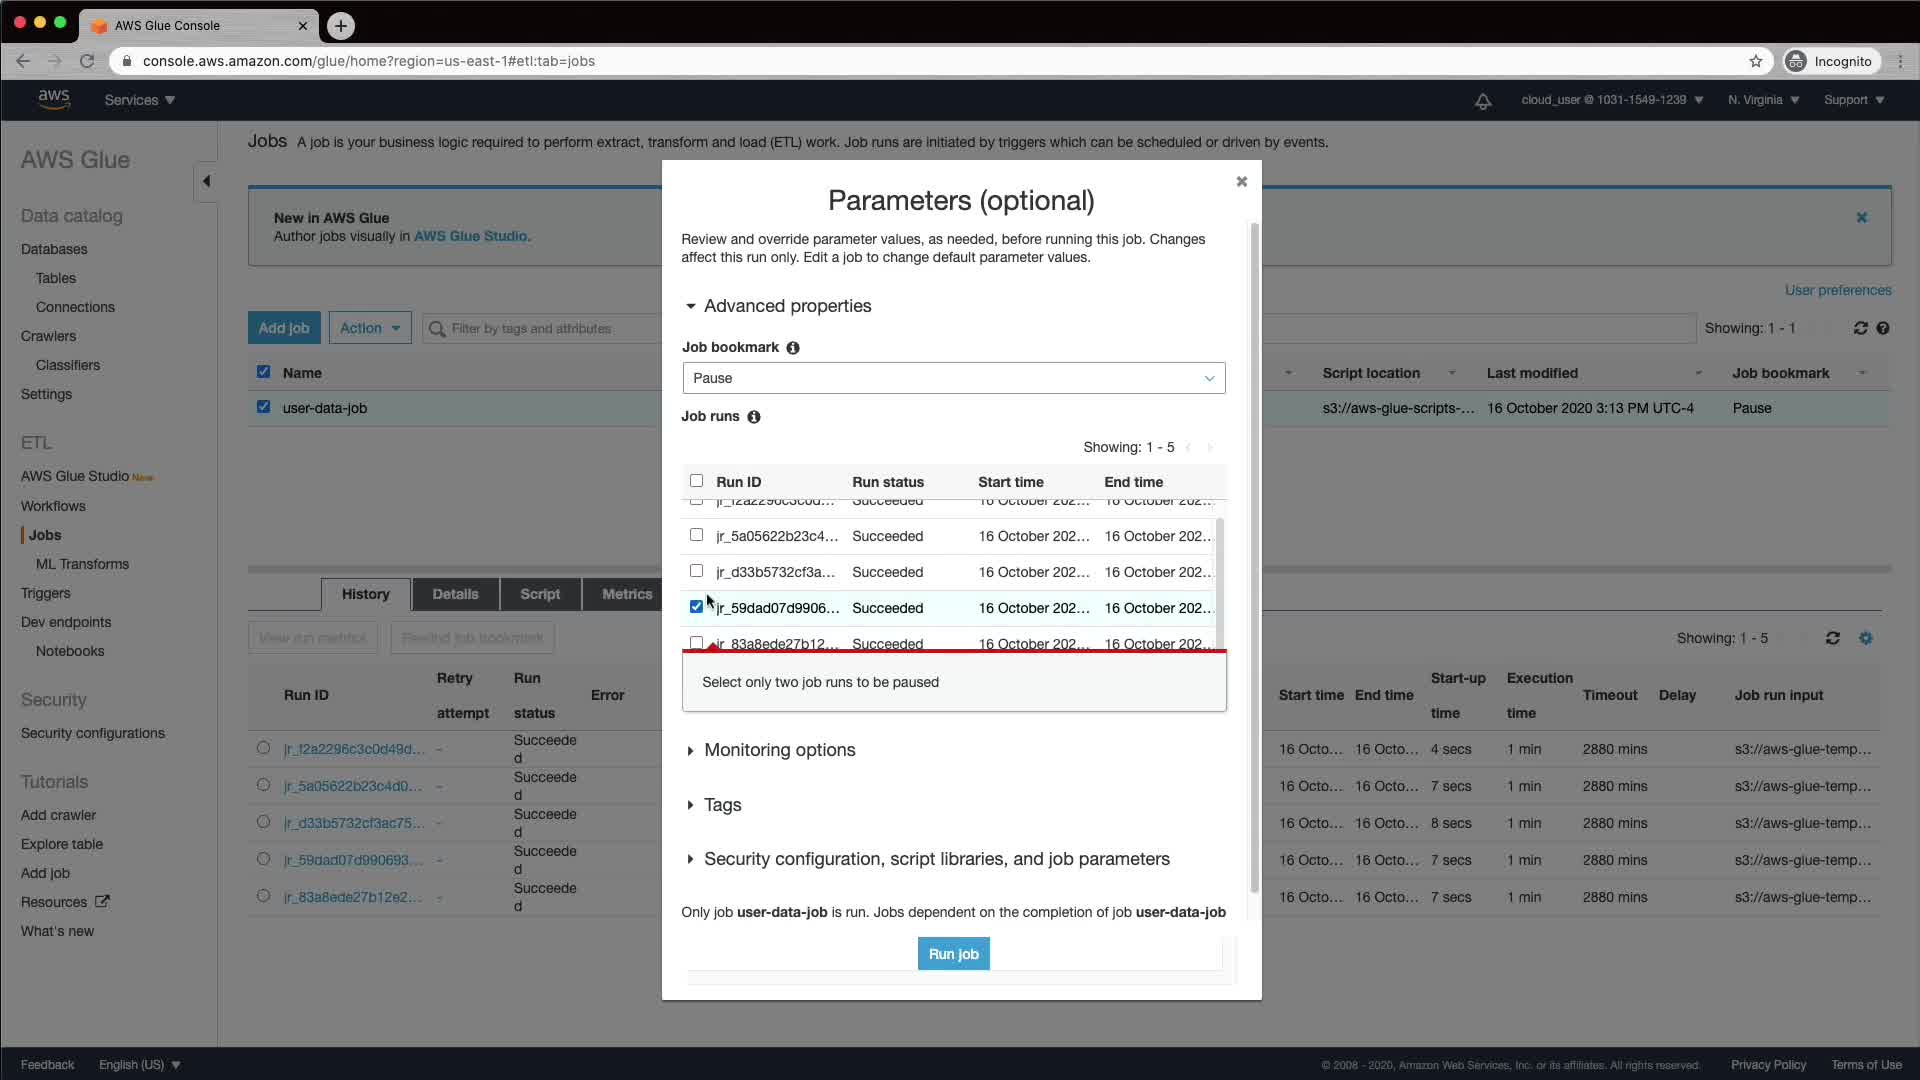 AWS Glue Console
console.aws.amazon.com/glue/home?region=us-east-1#etl:tab=jobs
Incognito
aws
Services
cloud_user @ 1031-1549-1239
N. Virginia
Support
AWS Glue
Data catalog
Databases
Tables
Connections
Crawlers
Classifiers
Settings
ETL
AWS Glue Studio New
Workflows
Jobs
ML Transforms
Triggers
Dev endpoints
Notebooks
Security
Security configurations
Tutorials
Add crawler
Explore table
Add job
Resources
What's new
Jobs A job is your business logic required to perform extract, transform and load (ETL) work. Job runs are initiated by triggers which can be scheduled or driven by events.
New in AWS Glue
Author jobs visually in AWS Glue Studio.
User preferences
Add job
Action
Filter by tags and attributes
Showing: 1 - 1
Name
Script location
Last modified
Job bookmark
user-data-job
s3://aws-glue-scripts-...
16 October 2020 3:13 PM UTC-4
Pause
History
Details
Script
Metrics
View run metrics
Rewind job bookmark
Showing: 1 - 5
Run ID
Retry attempt
Run status
Error
Start time
End time
Start-up time
Execution time
Timeout
Delay
Job run input
jr_f2a2296c3c0d49d... - Succeeded 16 Octo... 16 Octo... 4 secs 1 min 2880 mins s3://aws-glue-temp...
jr_5a05622b23c4d0... - Succeeded 16 Octo... 16 Octo... 7 secs 1 min 2880 mins s3://aws-glue-temp...
jr_d33b5732cf3ac75... - Succeeded 16 Octo... 16 Octo... 8 secs 1 min 2880 mins s3://aws-glue-temp...
jr_59dad07d990693... - Succeeded 16 Octo... 16 Octo... 7 secs 1 min 2880 mins s3://aws-glue-temp...
jr_83a8ede27b12e2... - Succeeded 16 Octo... 16 Octo... 7 secs 1 min 2880 mins s3://aws-glue-temp...
Parameters (optional)
Review and override parameter values, as needed, before running this job. Changes
affect this run only. Edit a job to change default parameter values.
Advanced properties
Job bookmark
Pause
Job runs
Showing: 1 - 5
Run ID Run status Start time End time
jr_f2a2296c3c0d... Succeeded 16 October 202... 16 October 202...
jr_5a05622b23c4... Succeeded 16 October 202... 16 October 202...
jr_d33b5732cf3a... Succeeded 16 October 202... 16 October 202...
jr_59dad07d9906... Succeeded 16 October 202... 16 October 202...
jr_83a8ede27b12... Succeeded 16 October 202... 16 October 202...
Select only two job runs to be paused
Monitoring options
Tags
Security configuration, script libraries, and job parameters
Only job user-data-job is run. Jobs dependent on the completion of job user-data-job
Run job
Feedback
English (US)
© 2008 - 2020, Amazon Web Services, Inc. or its affiliates. All rights reserved.
Privacy Policy
Terms of Use